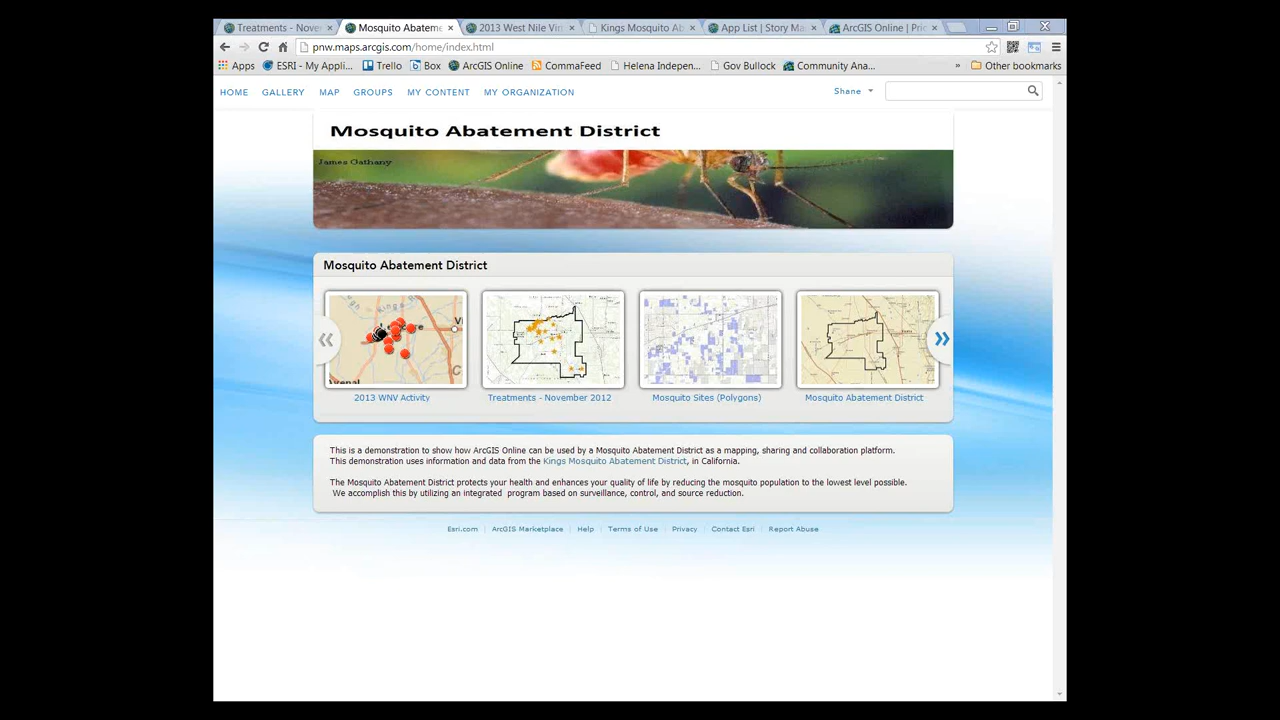 Treatments - Nove
Mosquito Abatem
2013 West Nile Vir
Kings Mosquito Ab
App List | Story Ma
ArcGIS Online | Pric
pnw.maps.arcgis.com/home/index.html
Apps
ESRI - My Appli...
Trello
Box
ArcGIS Online
CommaFeed
Helena Indepen...
Gov Bullock
Community Ana...
»
Other bookmarks
HOME
GALLERY
MAP
GROUPS
MY CONTENT
MY ORGANIZATION
Shane
Mosquito Abatement District
James Gathany
Mosquito Abatement District
2013 WNV Activity
Treatments - November 2012
Mosquito Sites (Polygons)
Mosquito Abatement District
This is a demonstration to show how ArcGIS Online can be used by a Mosquito Abatement District as a mapping, sharing and collaboration platform.
This demonstration uses information and data from the Kings Mosquito Abatement District, in California.
The Mosquito Abatement District protects your health and enhances your quality of life by reducing the mosquito population to the lowest level possible.
We accomplish this by utilizing an integrated program based on surveillance, control, and source reduction.
Esri.com | ArcGIS Marketplace | Help | Terms of Use | Privacy | Contact Esri | Report Abuse